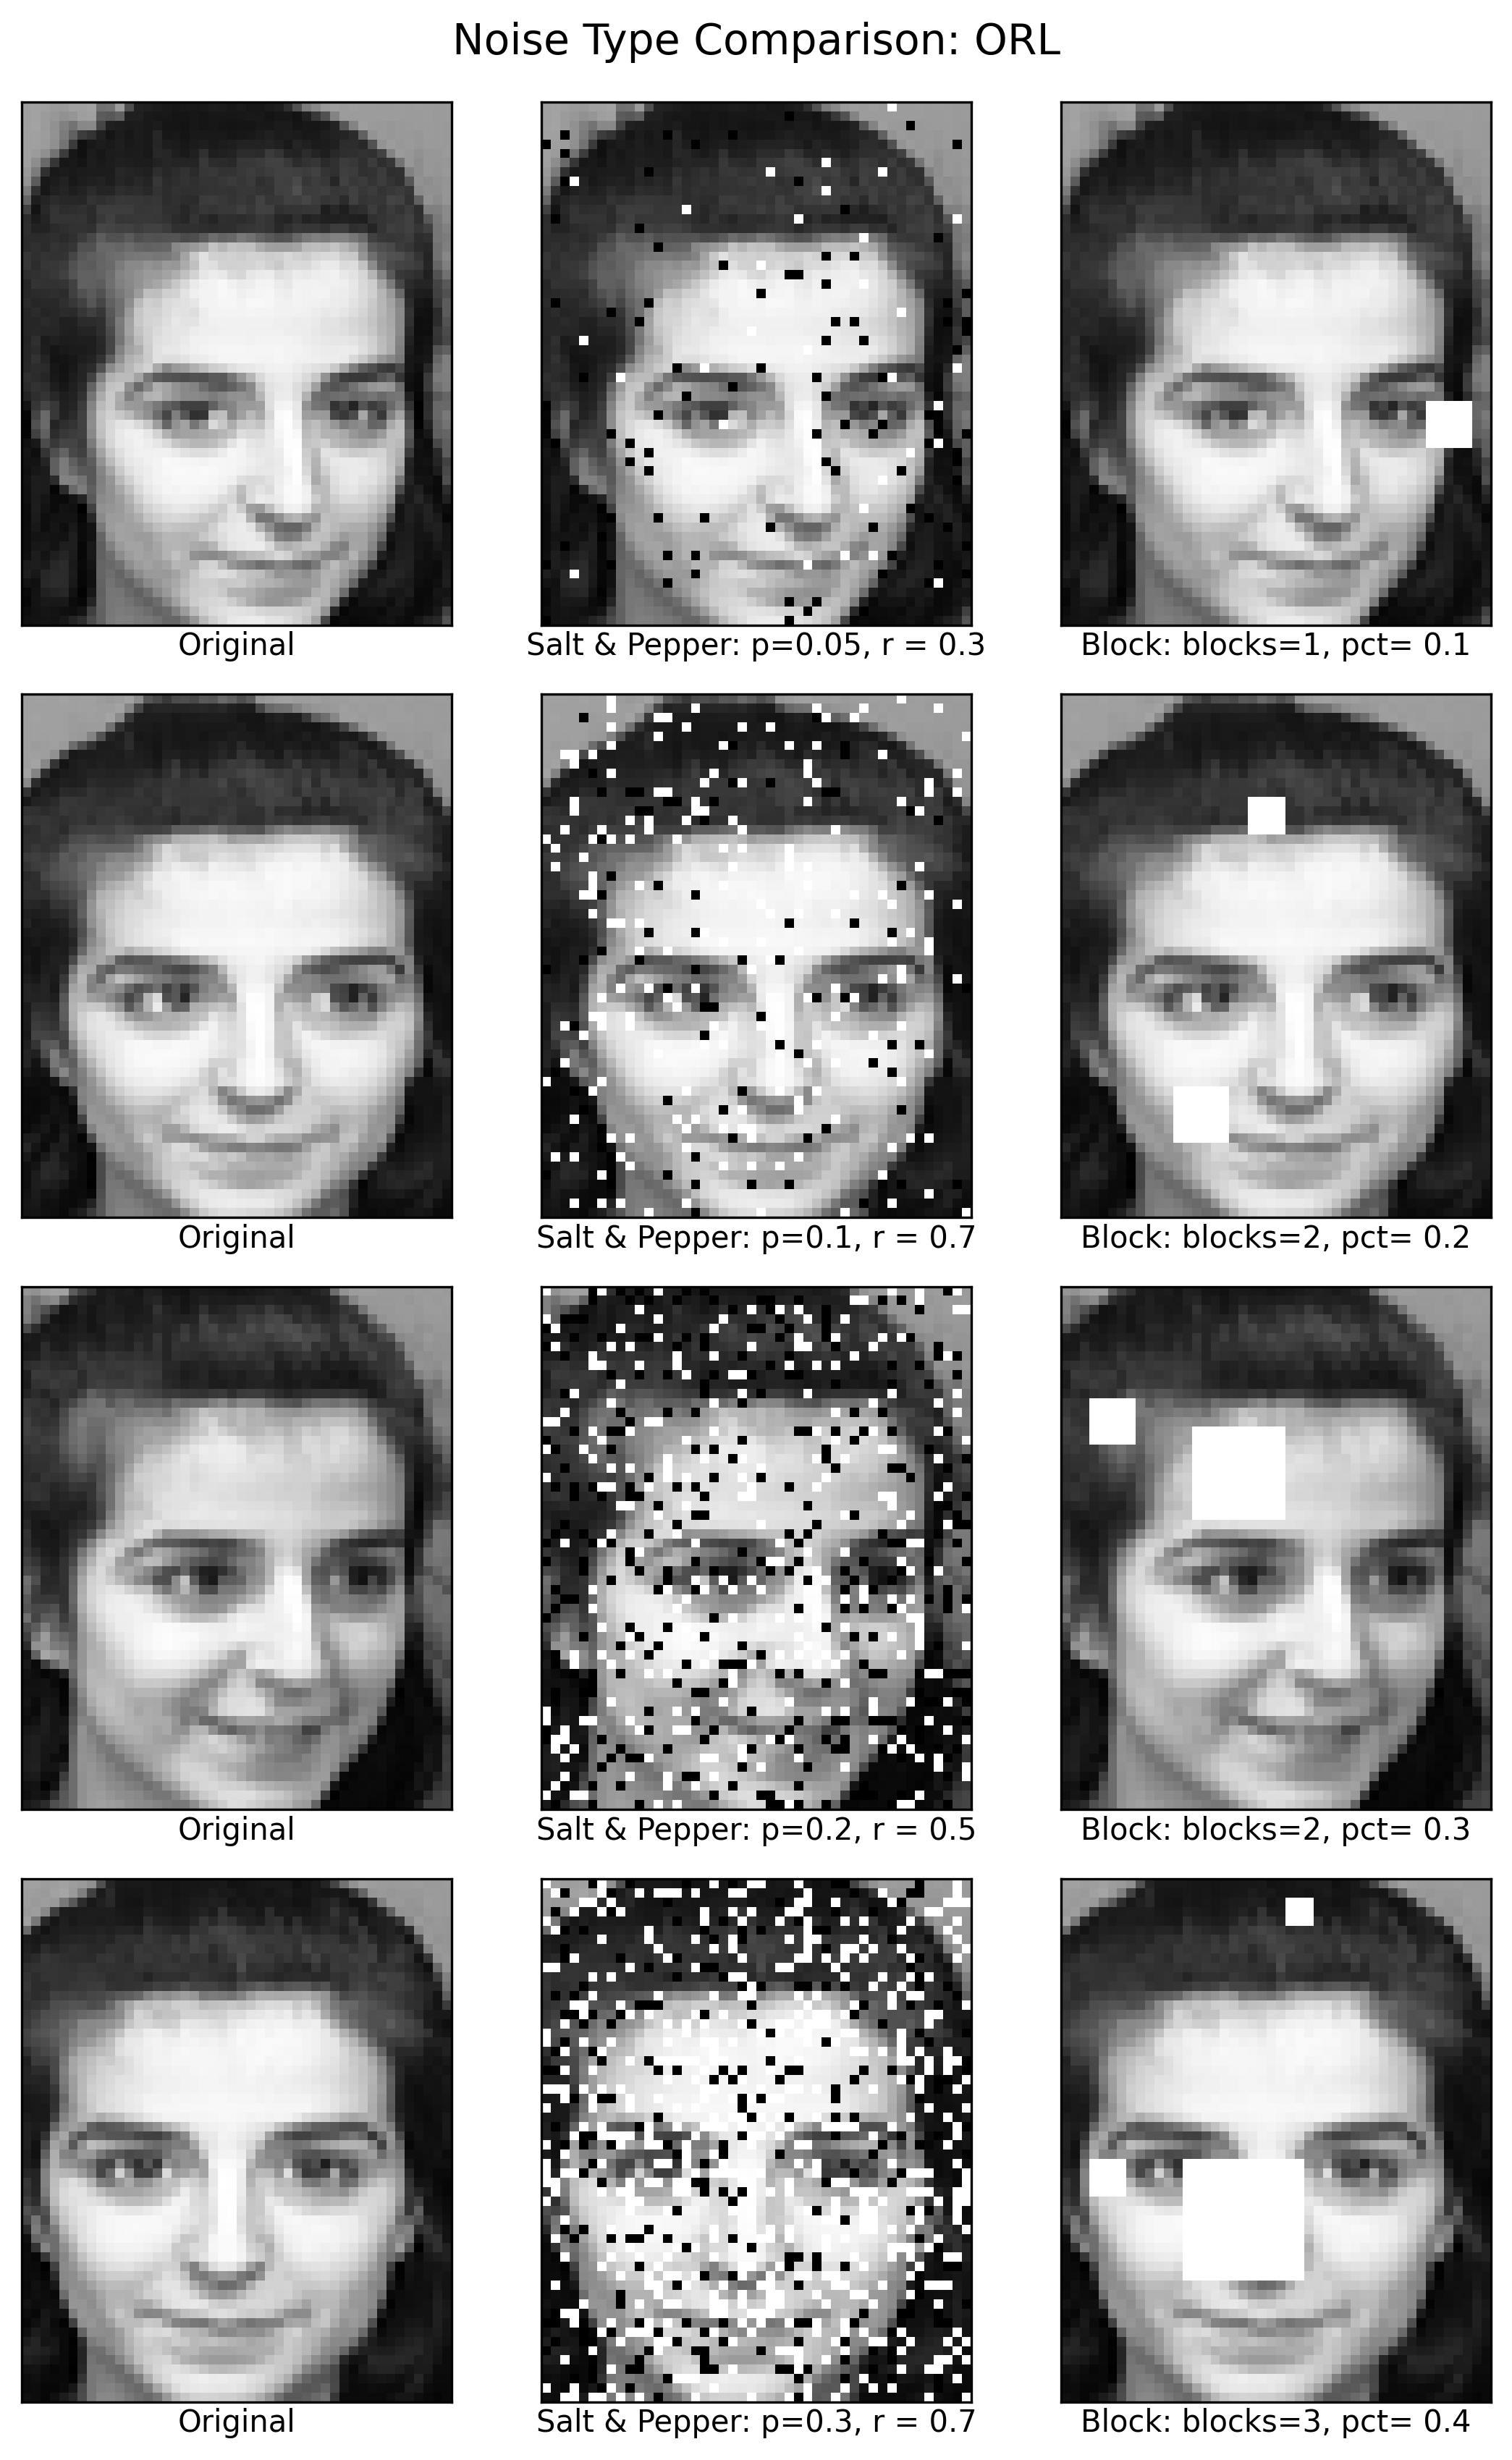 Noise Type Comparison: ORL
Original
Salt & Pepper: p=0.05, r = 0.3
Block: blocks=1, pct= 0.1
Original
Salt & Pepper: p=0.1, r = 0.7
Block: blocks=2, pct= 0.2
Original
Salt & Pepper: p=0.2, r = 0.5
Block: blocks=2, pct= 0.3
Original
Salt & Pepper: p=0.3, r = 0.7
Block: blocks=3, pct= 0.4